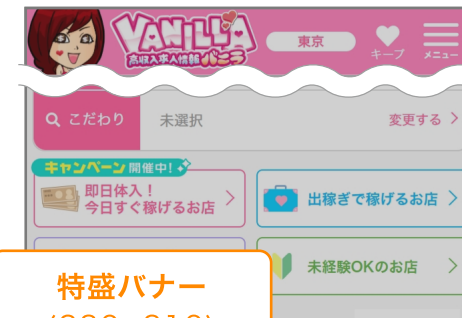 VANILLA
高収入求人情報 バニラ
東京
キープ
メニュー
こだわり
未選択
変更する
キャンペーン開催中!
即日体入!
今日すぐ稼げるお店
出稼ぎで稼げるお店
未経験OKのお店
特盛バナー